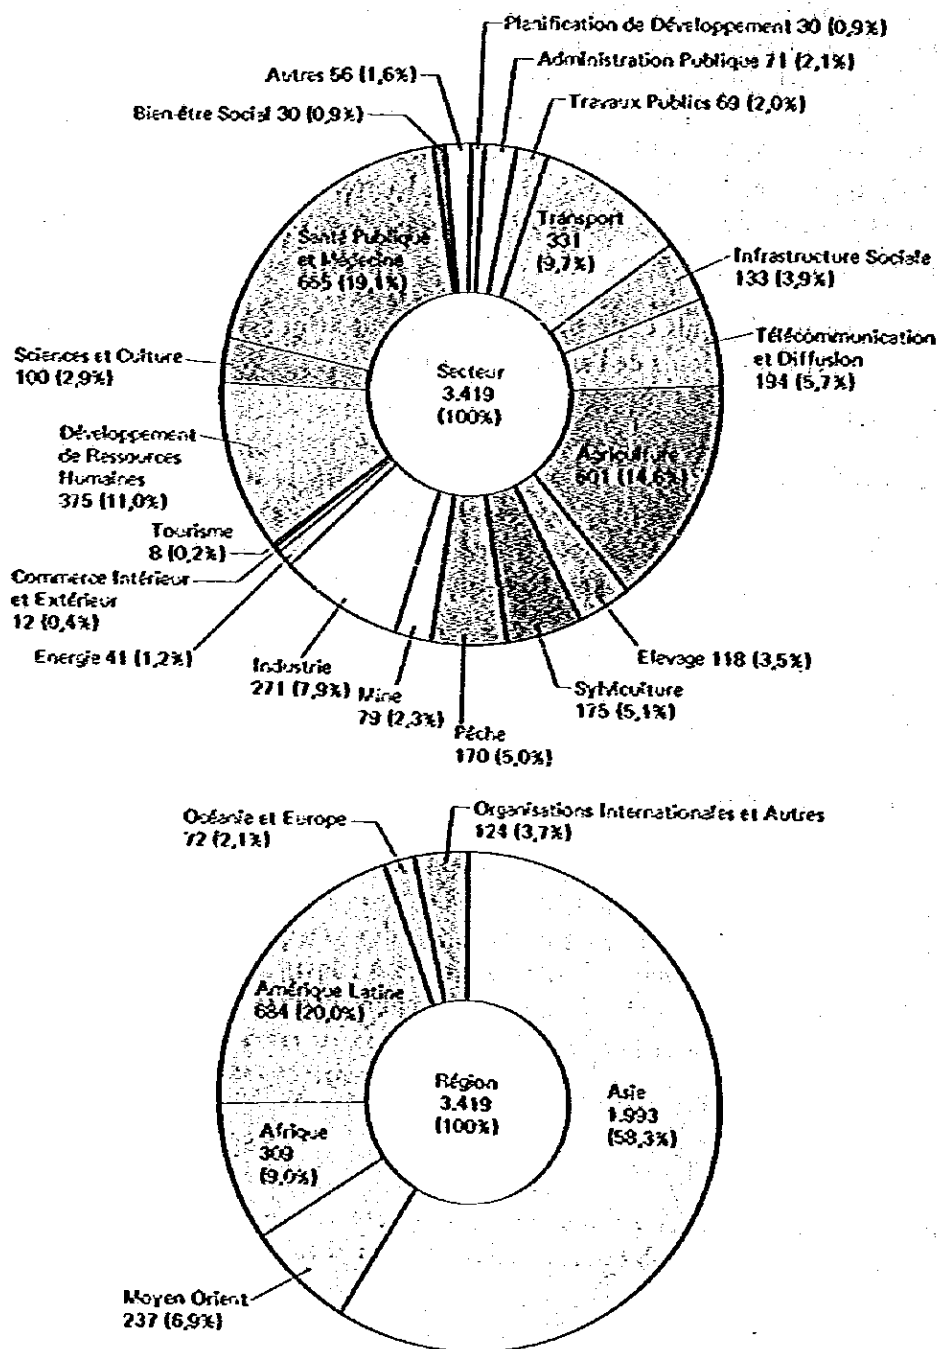 Planification de Développement 30 (0,9%)
Administration Publique 71 (2,1%)
Autres 56 (1,6%)
Travaux Publics 69 (2,0%)
Bien-être Social 30 (0,9%)
Transport
331
(9,7%)
Santé Publique
et Médecine
655 (19,1%)
Infrastructure Sociale
133 (3,9%)
Télécommunication
et Diffusion
194 (5,7%)
Sciences et Culture
100 (2,9%)
Secteur
3.419
(100%)
Développement
de Ressources
Humaines
375 (11,0%)
Agriculture
501 (14,6%)
Tourisme
8 (0,2%)
Commerce Intérieur
et Extérieur
12 (0,4%)
Energie 41 (1,2%)
Industrie
271 (7,9%)
Mine
79 (2,3%)
Pêche
170 (5,0%)
Sylviculture
175 (5,1%)
Elevage 118 (3,5%)
Océanie et Europe
72 (2,1%)
Organisations Internationales et Autres
124 (3,7%)
Amérique Latine
684 (20,0%)
Région
3.419
(100%)
Asie
1.993
(58,3%)
Afrique
309
(9,0%)
Moyen Orient
237 (6,9%)